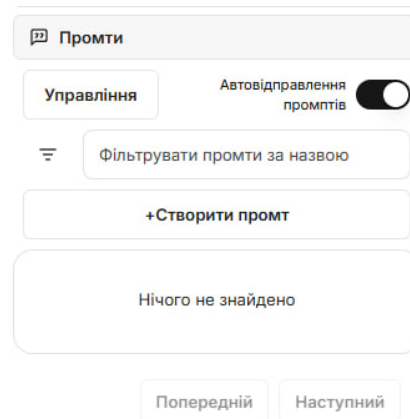 Промти
Управління
Автовідправлення
промптів
Фільтрувати промти за назвою
+Створити промт
Нічого не знайдено
Попередній
Наступний